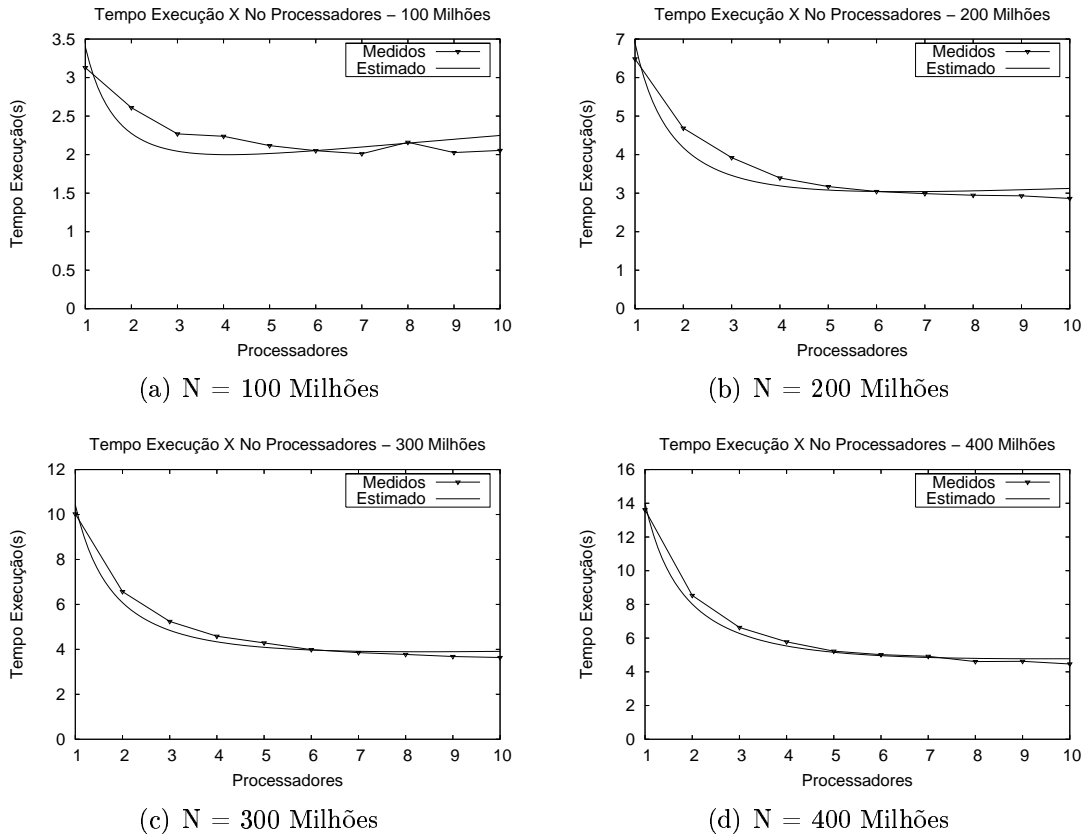 Tempo Execução X No Processadores – 100 Milhões
Medidos
Estimado
Tempo Execução(s)
3.5
3
2.5
2
1.5
1
0.5
0
1 2 3 4 5 6 7 8 9 10
Processadores
(a) N = 100 Milhões
Tempo Execução X No Processadores – 200 Milhões
Medidos
Estimado
Tempo Execução(s)
7
6
5
4
3
2
1
0
1 2 3 4 5 6 7 8 9 10
Processadores
(b) N = 200 Milhões
Tempo Execução X No Processadores – 300 Milhões
Medidos
Estimado
Tempo Execução(s)
12
10
8
6
4
2
0
1 2 3 4 5 6 7 8 9 10
Processadores
(c) N = 300 Milhões
Tempo Execução X No Processadores – 400 Milhões
Medidos
Estimado
Tempo Execução(s)
16
14
12
10
8
6
4
2
0
1 2 3 4 5 6 7 8 9 10
Processadores
(d) N = 400 Milhões